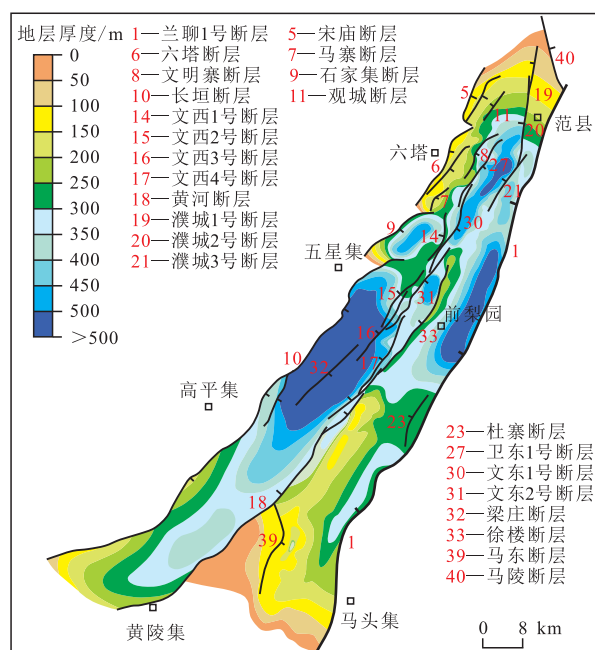 地层厚度/m
0
50
100
150
200
250
300
350
400
450
500
>500
1—兰聊1号断层
5—宋庙断层
6—六塔断层
7—马寨断层
8—文明寨断层
9—石家集断层
10—长垣断层
11—观城断层
14—文西1号断层
15—文西2号断层
16—文西3号断层
17—文西4号断层
18—黄河断层
19—濮城1号断层
20—濮城2号断层
21—濮城3号断层
40
5
19
11
20
范县
六塔
8
6
27
21
7
9
14
30
1
五星集
15
31
前梨园
16
33
10
32
17
高平集
23
18
39
1
黄陵集
马头集
23—杜寨断层
27—卫东1号断层
30—文东1号断层
31—文东2号断层
32—梁庄断层
33—徐楼断层
39—马东断层
40—马陵断层
0 8 km